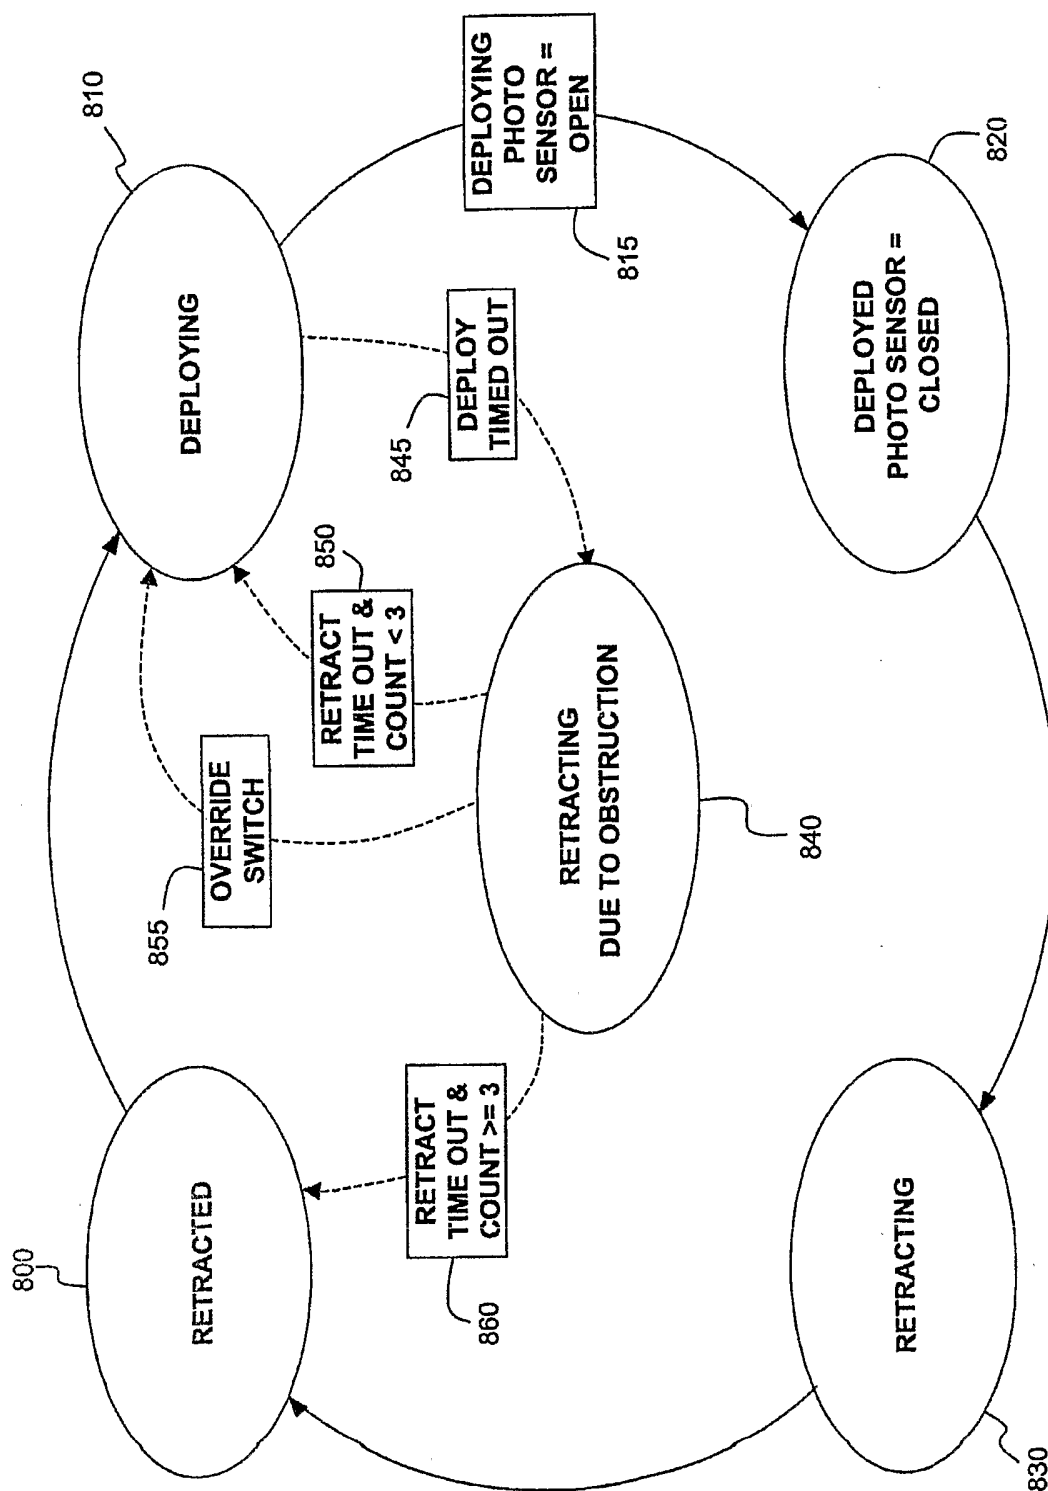 800
RETRACTED
810
DEPLOYING
855
OVERRIDE
SWITCH
850
RETRACT
TIME OUT &
COUNT < 3
845
DEPLOY
TIMED OUT
815
DEPLOYING
PHOTO
SENSOR =
OPEN
860
RETRACT
TIME OUT &
COUNT >= 3
RETRACTING
DUE TO OBSTRUCTION
840
830
RETRACTING
DEPLOYED
PHOTO SENSOR =
CLOSED
820